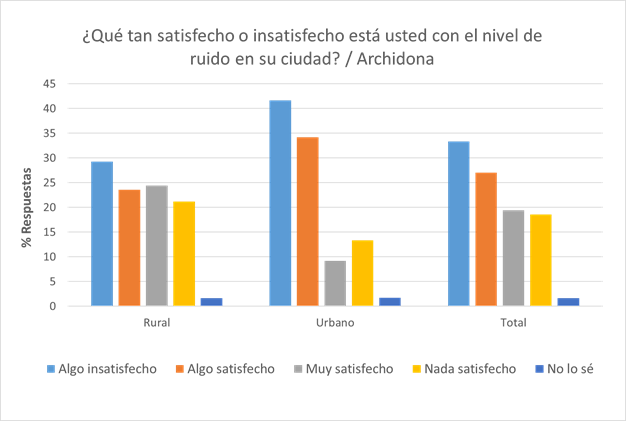 ¿Qué tan satisfecho o insatisfecho está usted con el nivel de
ruido en su ciudad? / Archidona
% Respuestas
45
40
35
30
25
20
15
10
5
0
Rural Urbano Total
Algo insatisfecho Algo satisfecho Muy satisfecho Nada satisfecho No lo sé